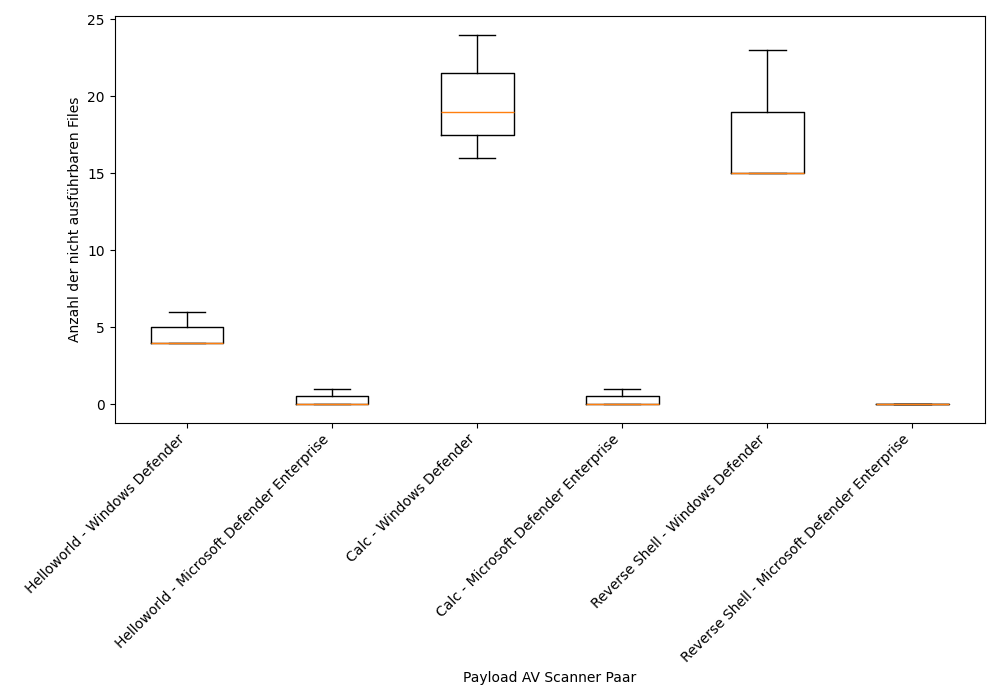 25
20
15
10
5
0
Anzahl der nicht ausführbaren Files
Helloworld - Windows Defender
Helloworld - Microsoft Defender Enterprise
Calc - Windows Defender
Calc - Microsoft Defender Enterprise
Reverse Shell - Windows Defender
Reverse Shell - Microsoft Defender Enterprise
Payload AV Scanner Paar